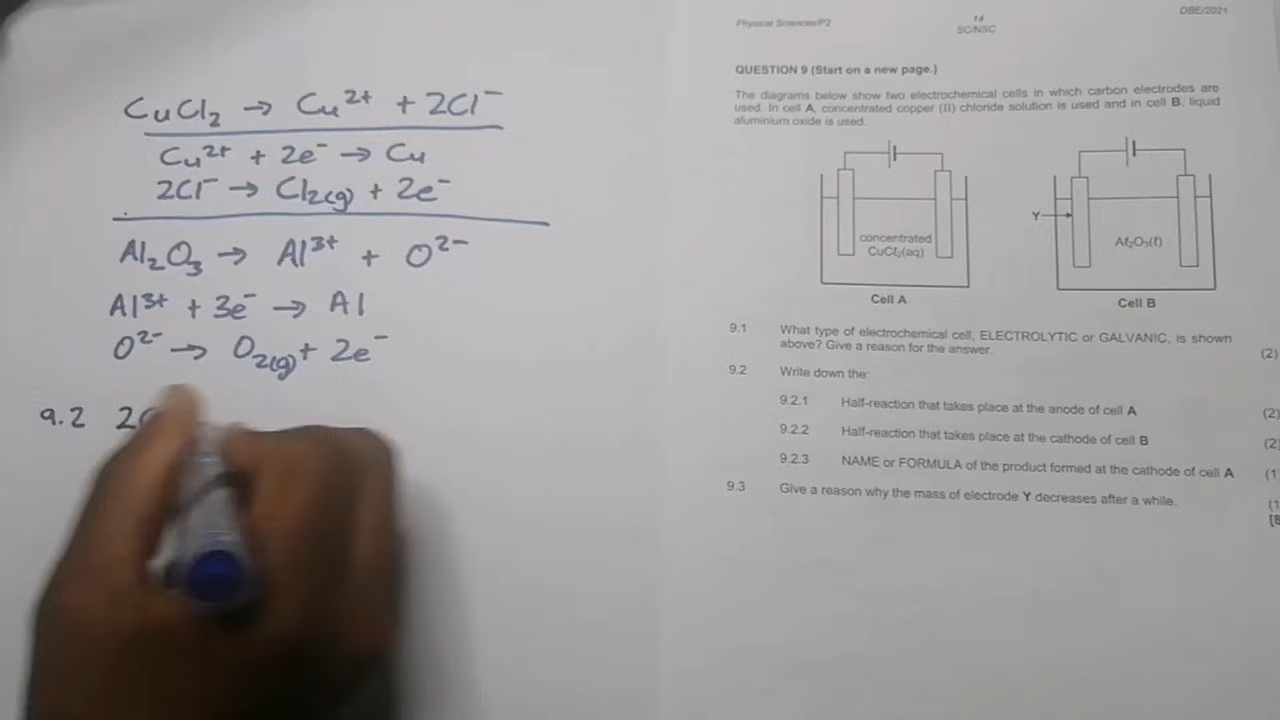 CuCl₂ → Cu²⁺ + 2Cl⁻
Cu²⁺ + 2e⁻ → Cu
2Cl⁻ → Cl₂(g) + 2e⁻
Al₂O₃ → Al³⁺ + O²⁻
Al³⁺ + 3e⁻ → Al
O²⁻ → O₂(g) + 2e⁻
9.2 2
Physical Sciences/P2
14
SC/NSC
DBE/2021
QUESTION 9 (Start on a new page.)
The diagrams below show two electrochemical cells in which carbon electrodes are
used. In cell A, concentrated copper (II) chloride solution is used and in cell B, liquid
aluminium oxide is used.
concentrated
CuCl₂(aq)
Cell A
Y
Al₂O₃(ℓ)
Cell B
9.1 What type of electrochemical cell, ELECTROLYTIC or GALVANIC, is shown
above? Give a reason for the answer. (2)
9.2 Write down the:
9.2.1 Half-reaction that takes place at the anode of cell A (2)
9.2.2 Half-reaction that takes place at the cathode of cell B (2)
9.2.3 NAME or FORMULA of the product formed at the cathode of cell A (1
9.3 Give a reason why the mass of electrode Y decreases after a while. (1
[8